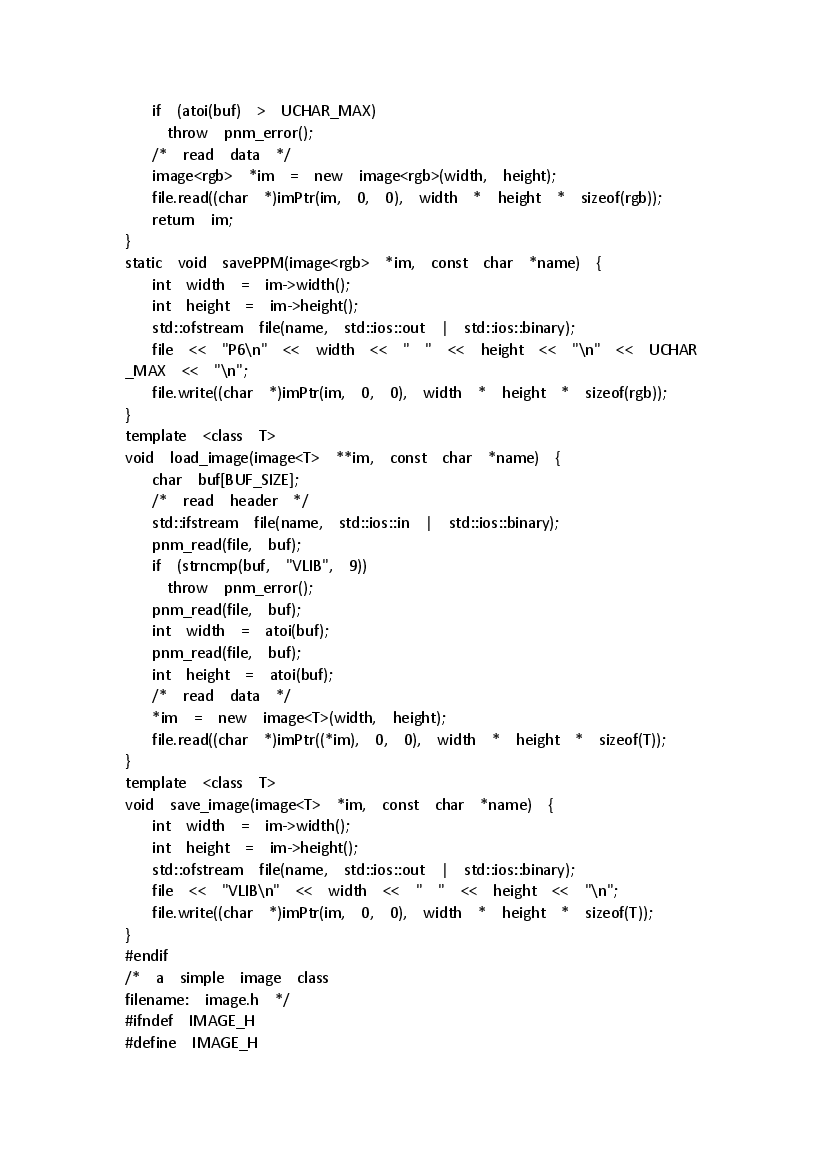 if (atoi(buf) > UCHAR_MAX)
throw pnm_error();
/* read data */
image<rgb> *im = new image<rgb>(width, height);
file.read((char *)imPtr(im, 0, 0), width * height * sizeof(rgb));
return im;
}
static void savePPM(image<rgb> *im, const char *name) {
int width = im->width();
int height = im->height();
std::ofstream file(name, std::ios::out | std::ios::binary);
file << "P6\n" << width << " " << height << "\n" << UCHAR
_MAX << "\n";
file.write((char *)imPtr(im, 0, 0), width * height * sizeof(rgb));
}
template <class T>
void load_image(image<T> **im, const char *name) {
char buf[BUF_SIZE];
/* read header */
std::ifstream file(name, std::ios::in | std::ios::binary);
pnm_read(file, buf);
if (strncmp(buf, "VLIB", 9))
throw pnm_error();
pnm_read(file, buf);
int width = atoi(buf);
pnm_read(file, buf);
int height = atoi(buf);
/* read data */
*im = new image<T>(width, height);
file.read((char *)imPtr((*im), 0, 0), width * height * sizeof(T));
}
template <class T>
void save_image(image<T> *im, const char *name) {
int width = im->width();
int height = im->height();
std::ofstream file(name, std::ios::out | std::ios::binary);
file << "VLIB\n" << width << " " << height << "\n";
file.write((char *)imPtr(im, 0, 0), width * height * sizeof(T));
}
#endif
/* a simple image class
filename: image.h */
#ifndef IMAGE_H
#define IMAGE_H